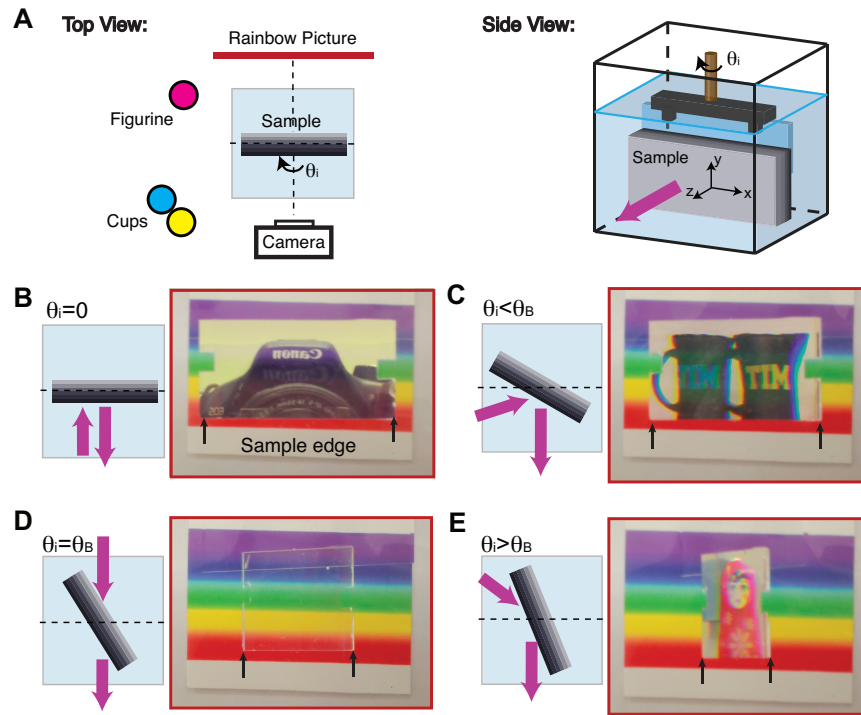 A
Top View:
Side View:
Rainbow Picture
Figurine
Sample
θi
Cups
Camera
θi
Sample
y
z
x
B
θi=0
Canon
EOS
Sample edge
C
θi<θB
TIM TIM
D
θi=θB
E
θi>θB